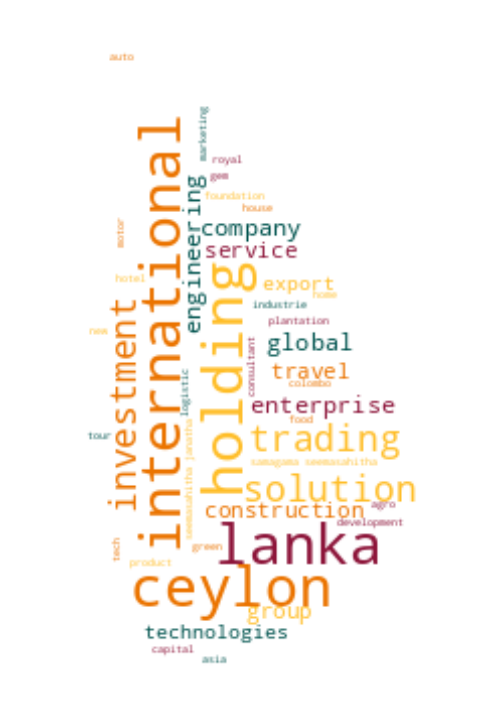 auto
marketing
royal
gem
foundation
house
international
engineering
company
motor
service
holding
hotel
export
home
industrie
investment
plantation
new
global
consultant
travel
colombo
logistic
enterprise
food
tour
trading
seemasahitha janatha
samagama seemasahitha
solution
construction
agro
development
lanka
tech
green
product
ceylon
group
technologies
capital
asia